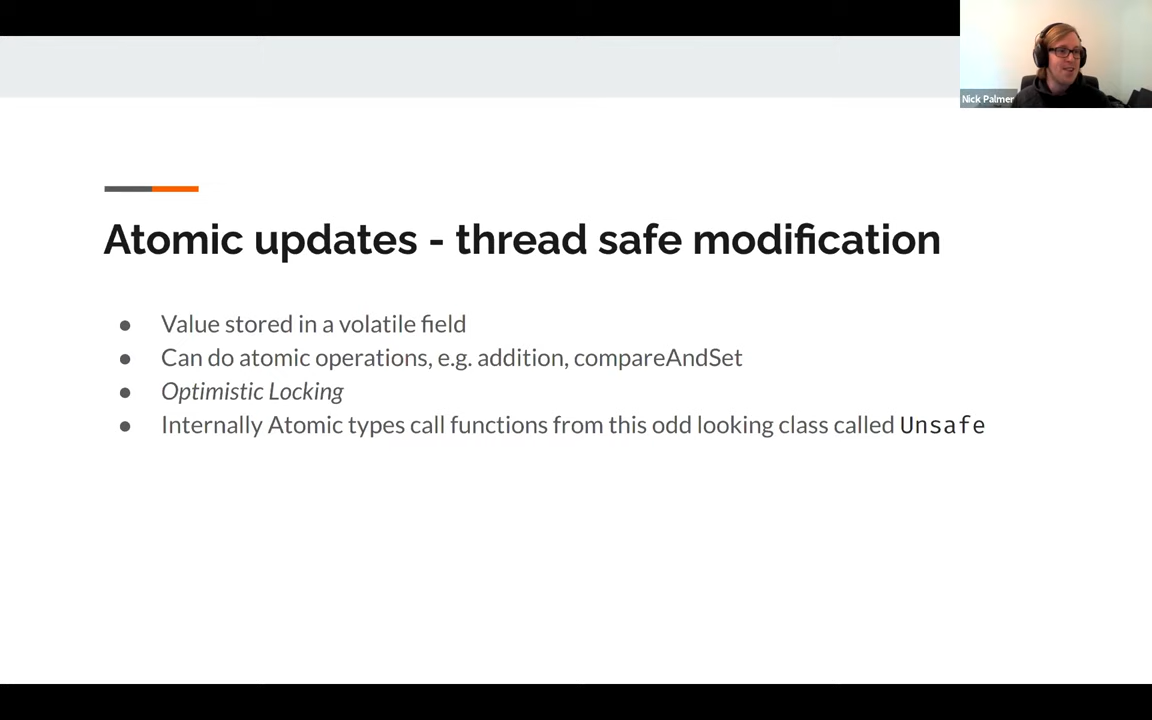 Nick Palmer
Atomic updates - thread safe modification
● Value stored in a volatile field
● Can do atomic operations, e.g. addition, compareAndSet
● Optimistic Locking
● Internally Atomic types call functions from this odd looking class called Unsafe